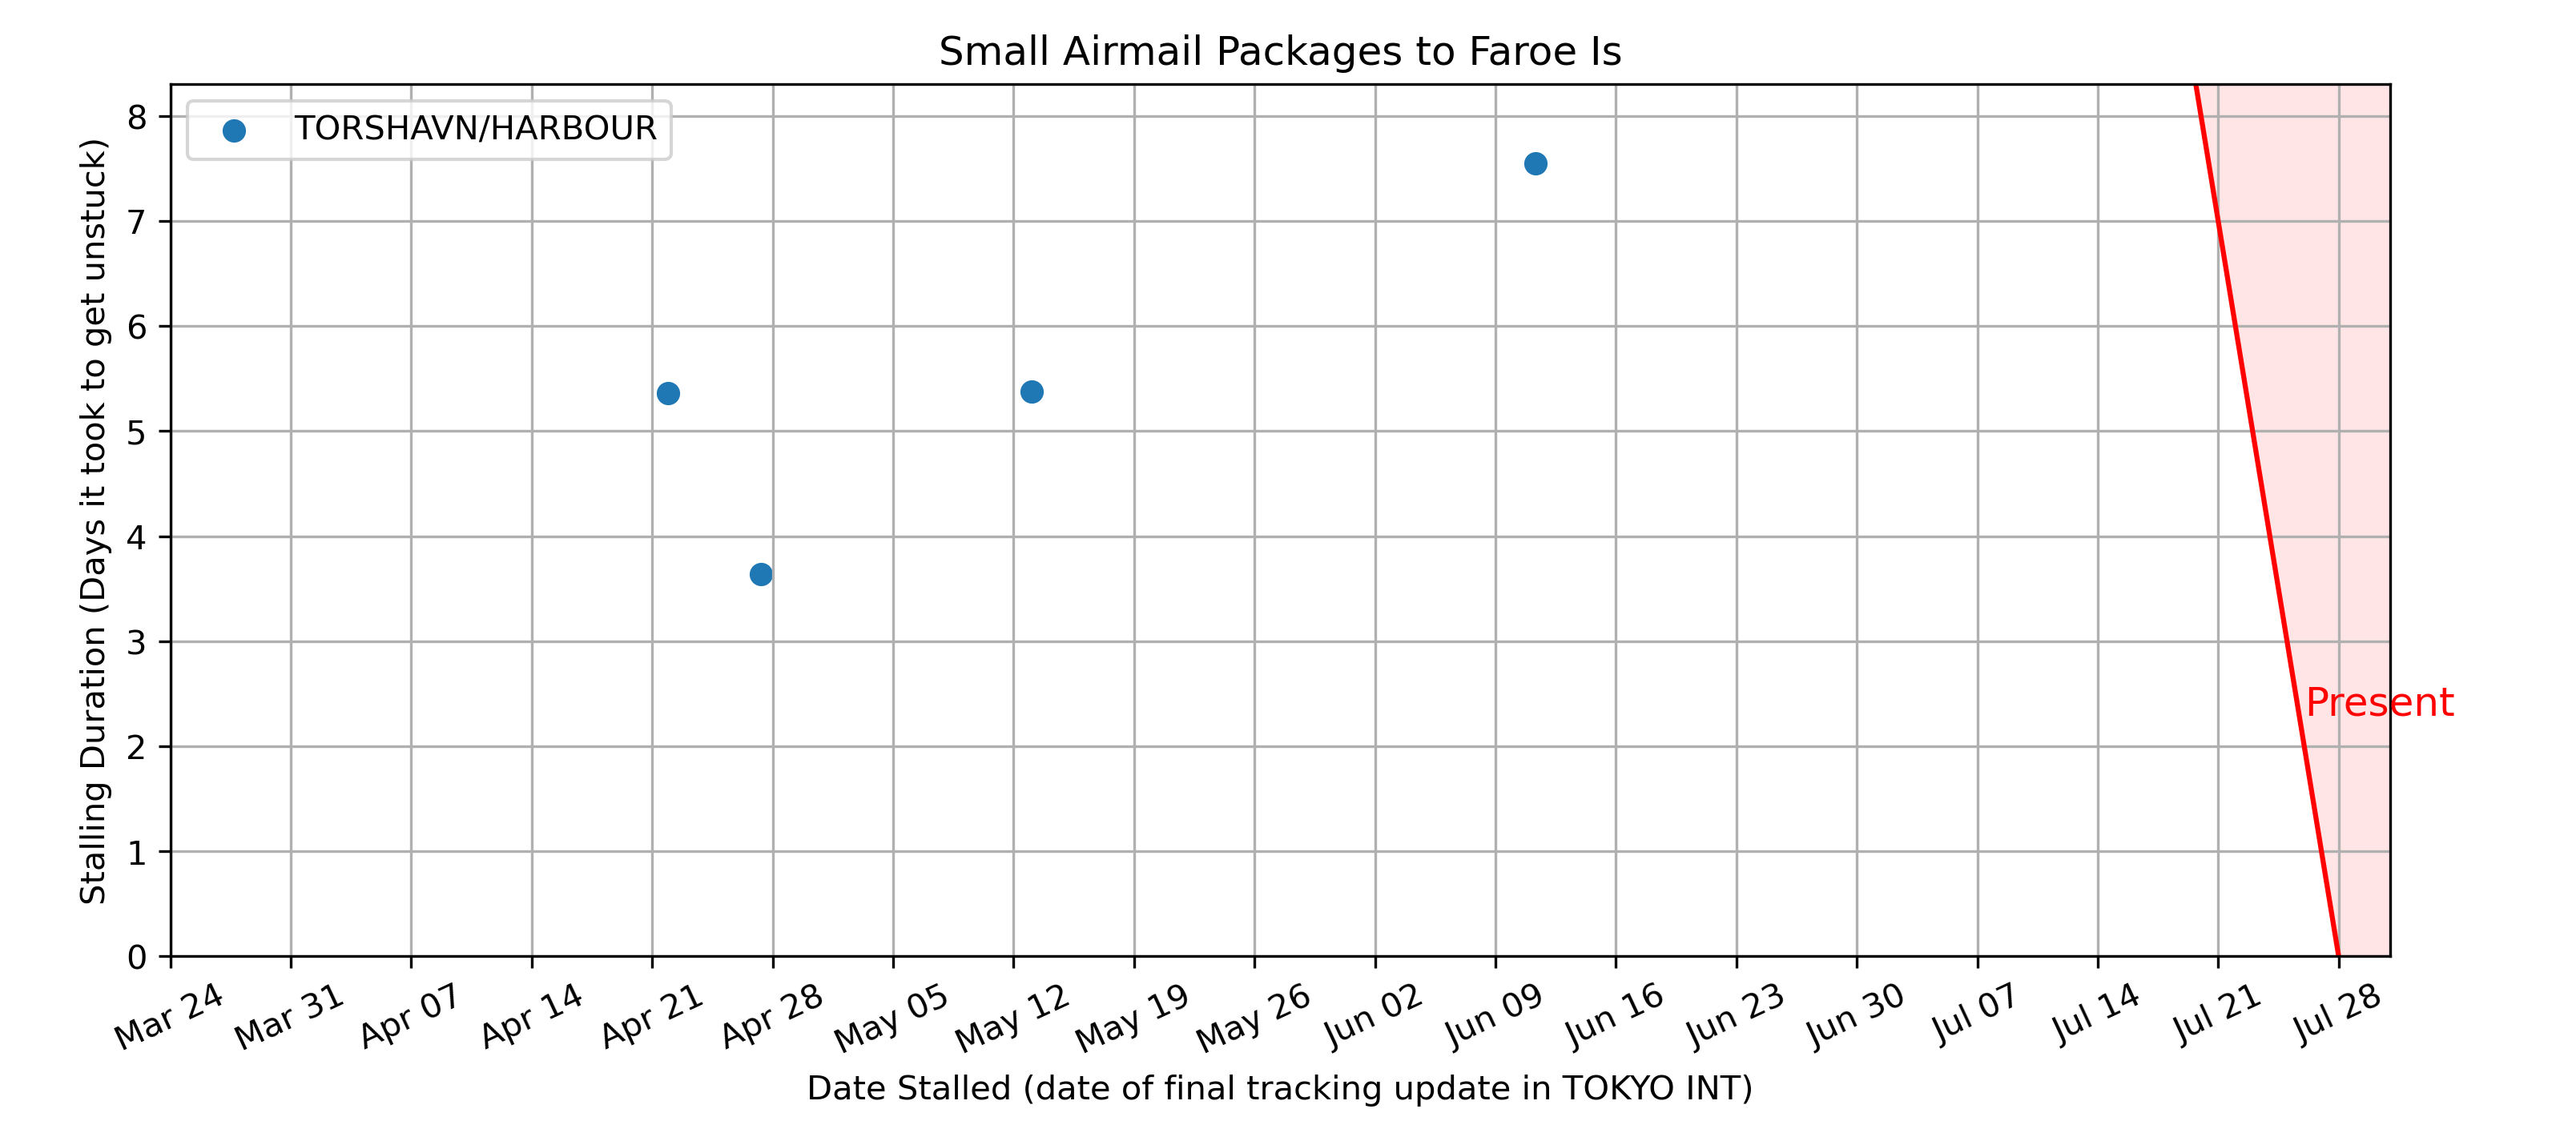 Small Airmail Packages to Faroe Is
TORSHAVN/HARBOUR
Stalling Duration (Days it took to get unstuck)
8
7
6
5
4
3
2
1
0
Present
Mar 24 Mar 31 Apr 07 Apr 14 Apr 21 Apr 28 May 05 May 12 May 19 May 26 Jun 02 Jun 09 Jun 16 Jun 23 Jun 30 Jul 07 Jul 14 Jul 21 Jul 28
Date Stalled (date of final tracking update in TOKYO INT)